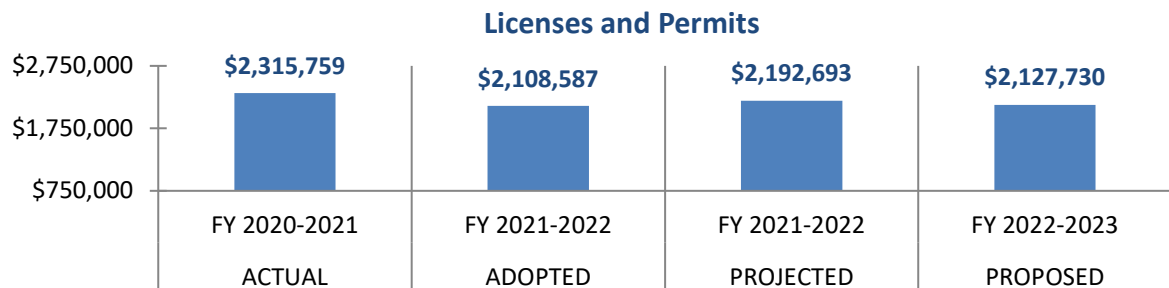 Licenses and Permits
$2,750,000
$1,750,000
$750,000
$2,315,759 $2,108,587 $2,192,693 $2,127,730
FY 2020-2021 FY 2021-2022 FY 2021-2022 FY 2022-2023
ACTUAL ADOPTED PROJECTED PROPOSED